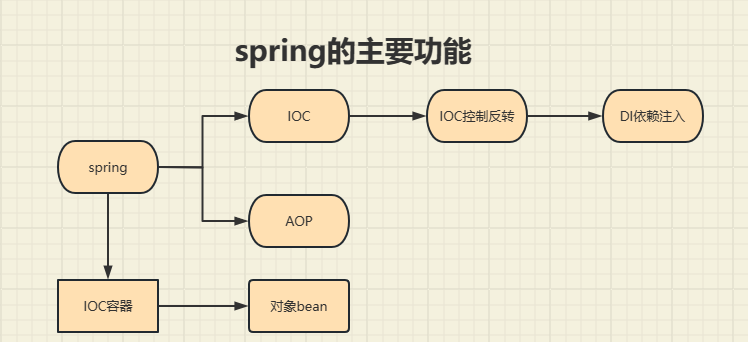 spring的主要功能
IOC
IOC控制反转
DI依赖注入
spring
AOP
IOC容器
对象bean